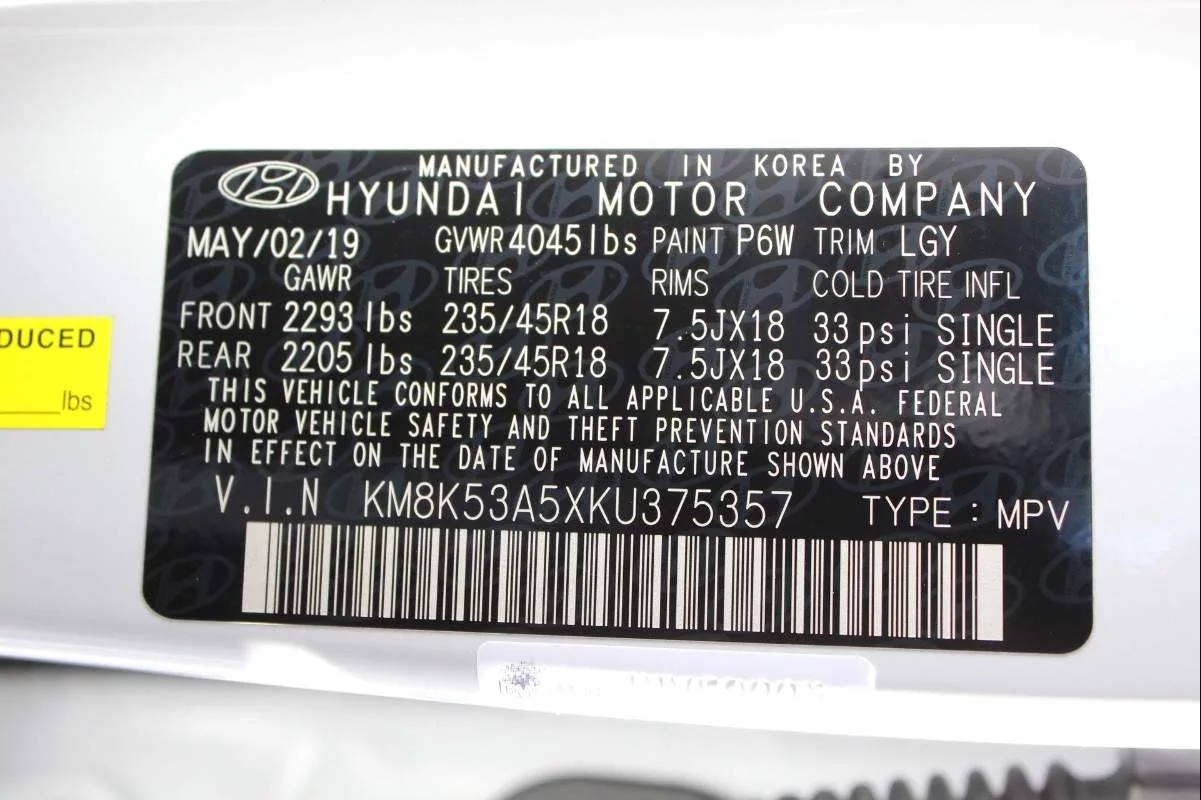 MANUFACTURED IN KOREA BY
HYUNDAI MOTOR COMPANY
MAY/02/19 GVWR 4045lbs PAINT P6W TRIM LGY
GAWR TIRES RIMS COLD TIRE INFL
FRONT 2293 lbs 235/45R18 7.5JX18 33psi SINGLE
REAR 2205 lbs 235/45R18 7.5JX18 33psi SINGLE
THIS VEHICLE CONFORMS TO ALL APPLICABLE U.S.A. FEDERAL
MOTOR VEHICLE SAFETY AND THEFT PREVENTION STANDARDS
IN EFFECT ON THE DATE OF MANUFACTURE SHOWN ABOVE
V.I.N KM8K53A5XKU375357 TYPE : MPV
DUCED
lbs